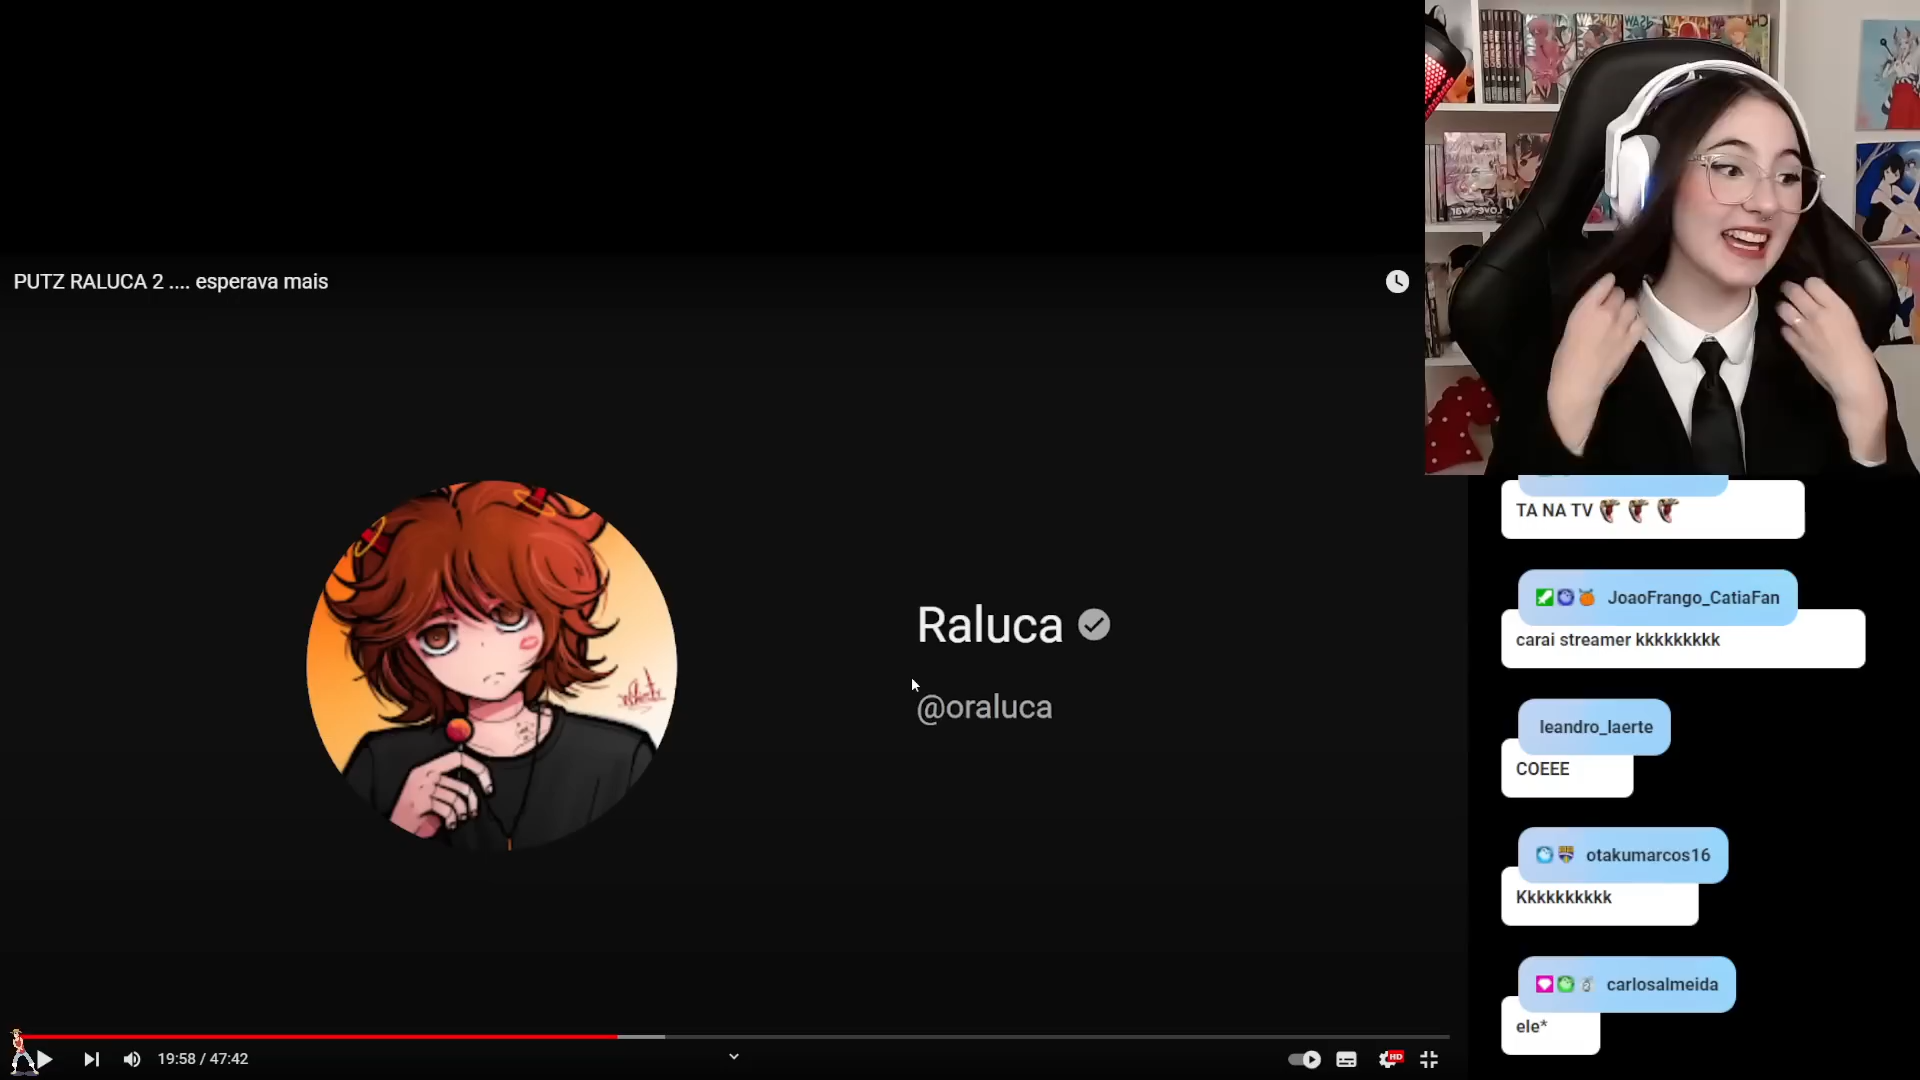 PUTZ RALUCA 2 .... esperava mais
Raluca
@oraluca
19:58 / 47:42
HD
TA NA TV
JoaoFrango_CatiaFan
carai streamer kkkkkkkkk
leandro_laerte
COEEE
otakumarcos16
Kkkkkkkkkk
carlosalmeida
ele*